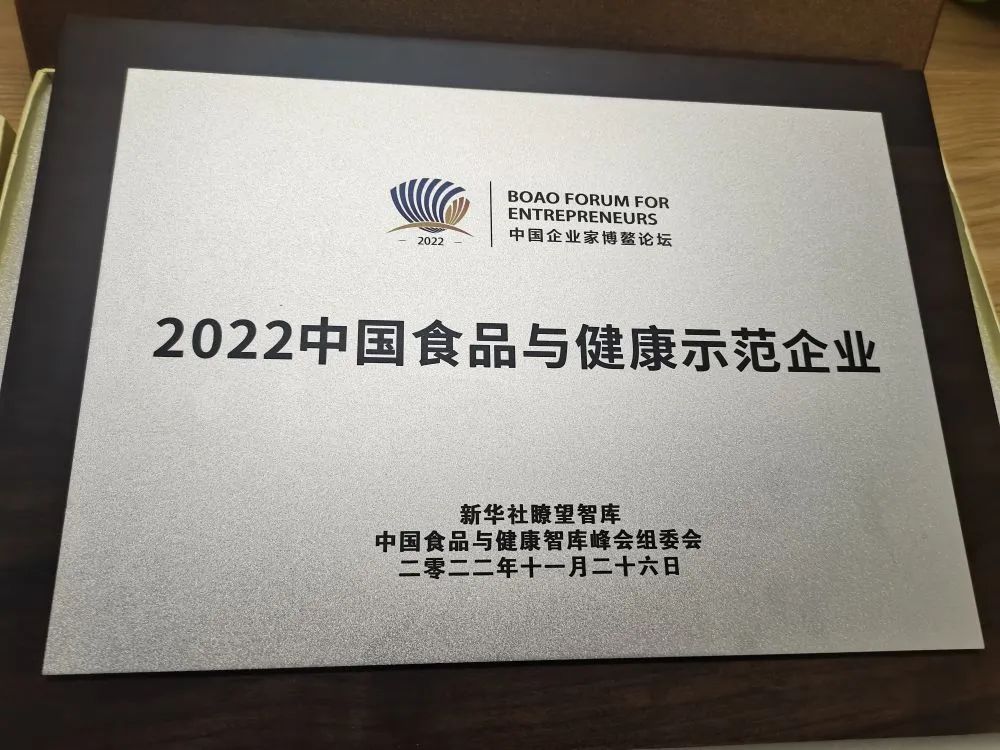 BOAO FORUM FOR
ENTREPRENEURS
中国企业家博鳌论坛
2022
2022中国食品与健康示范企业
新华社瞭望智库
中国食品与健康智库峰会组委会
二零二二年十一月二十六日